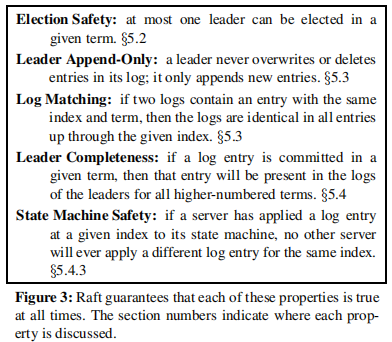 Election Safety: at most one leader can be elected in a
given term. §5.2
Leader Append-Only: a leader never overwrites or deletes
entries in its log; it only appends new entries. §5.3
Log Matching: if two logs contain an entry with the same
index and term, then the logs are identical in all entries
up through the given index. §5.3
Leader Completeness: if a log entry is committed in a
given term, then that entry will be present in the logs
of the leaders for all higher-numbered terms. §5.4
State Machine Safety: if a server has applied a log entry
at a given index to its state machine, no other server
will ever apply a different log entry for the same index.
§5.4.3
Figure 3: Raft guarantees that each of these properties is true
at all times. The section numbers indicate where each prop-
erty is discussed.